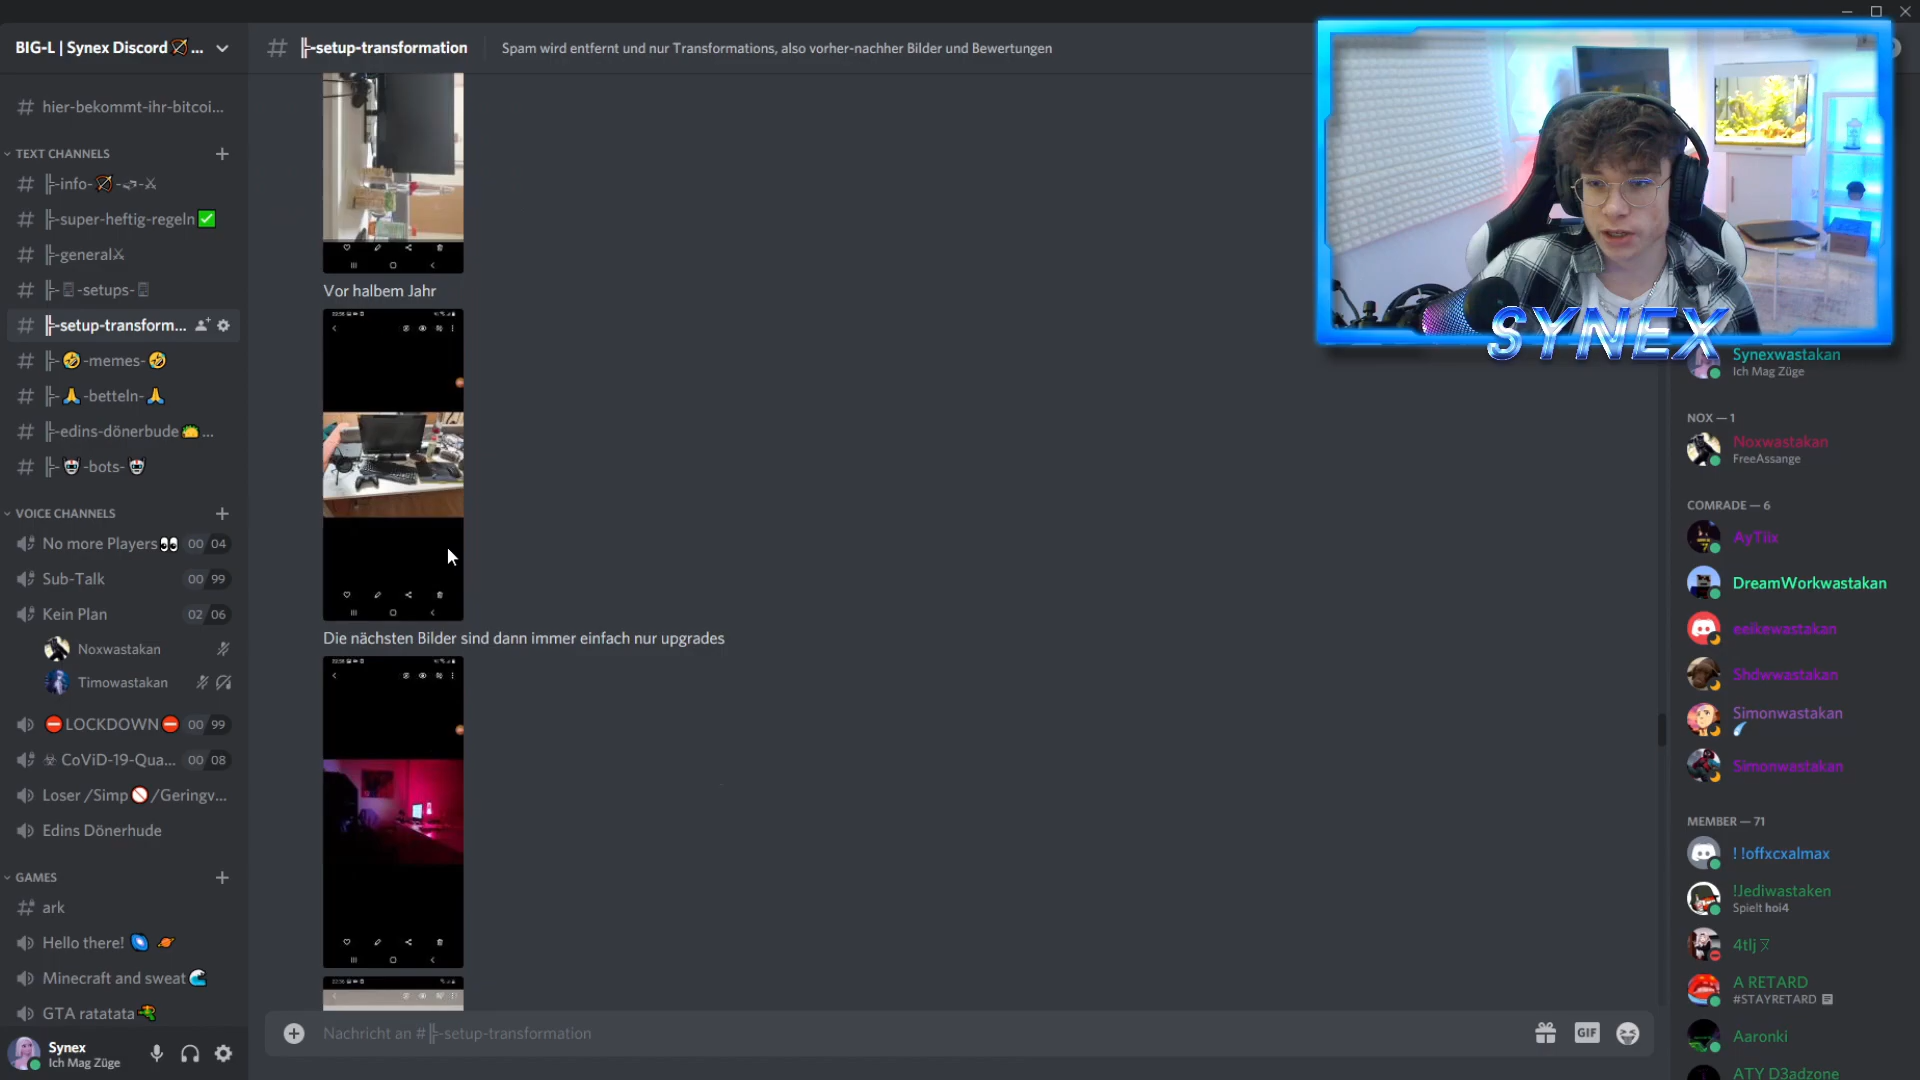 BIG-L | Synex Discord🏹...
hier-bekommt-ihr-bitcoi...
TEXT CHANNELS
╠-info-🏹-🔫-⚔
╠-super-heftig-regeln✅
╠-general⚔
╠-🖥-setups-🖥
╠-setup-transform...
╠-🤣-memes-🤣
╠-🙏-betteln-🙏
╠-edins-dönerbude🌮...
╠-🤖-bots-🤖
VOICE CHANNELS
No more Players👀 00 04
Sub-Talk 00 99
Kein Plan 02 06
Noxwastakan
Timowastakan
⛔LOCKDOWN⛔ 00 99
☣ CoViD-19-Qua... 00 08
Loser /Simp🚫/Geringv...
Edins Dönerhude
GAMES
ark
Hello there!
Minecraft and sweat🌊
GTA ratatata🔫
Synex
Ich Mag Züge
╠-setup-transformation
Spam wird entfernt und nur Transformations, also vorher-nachher Bilder und Bewertungen
Vor halbem Jahr
Die nächsten Bilder sind dann immer einfach nur upgrades
Nachricht an #╠-setup-transformation
GIF
SYNEX
Synexwastakan
Ich Mag Züge
NOX — 1
Noxwastakan
FreeAssange
COMRADE — 6
AyTiix
DreamWorkwastakan
eeikewastakan
Shdwwastakan
Simonwastakan
Simonwastakan
MEMBER — 71
! !offxcxalmax
!Jediwastaken
Spielt hoi4
4tlj
A RETARD
#STAYRETARD
Aaronki
ATY D3adzone